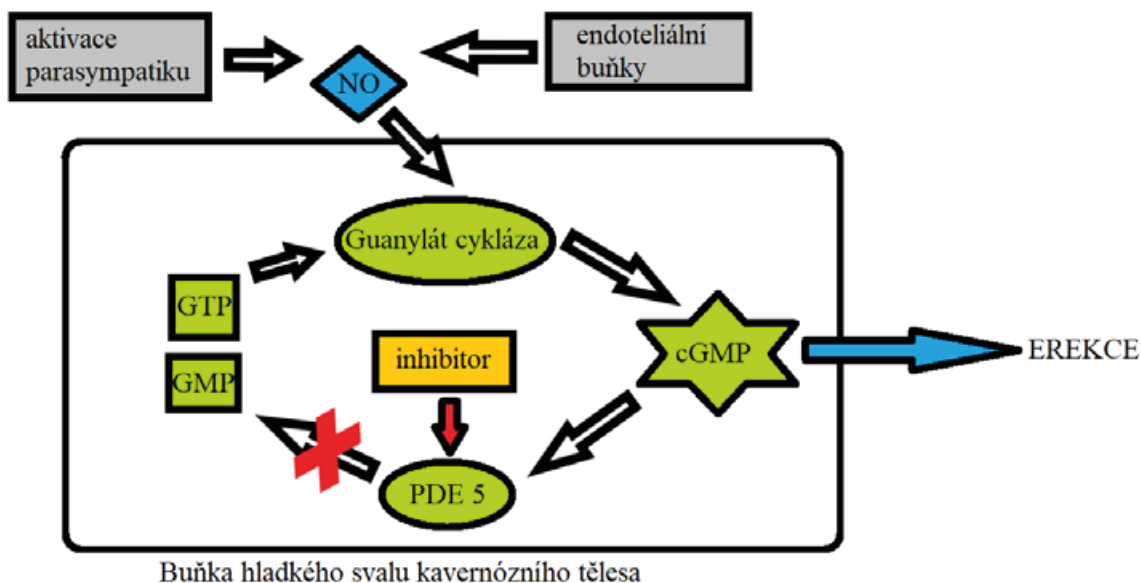 aktivace
parasympatiku
NO
endoteliální
buňky
Guanylát cykláza
GTP
GMP
inhibitor
cGMP
EREKCE
PDE 5
Buňka hladkého svalu kavernózního tělesa